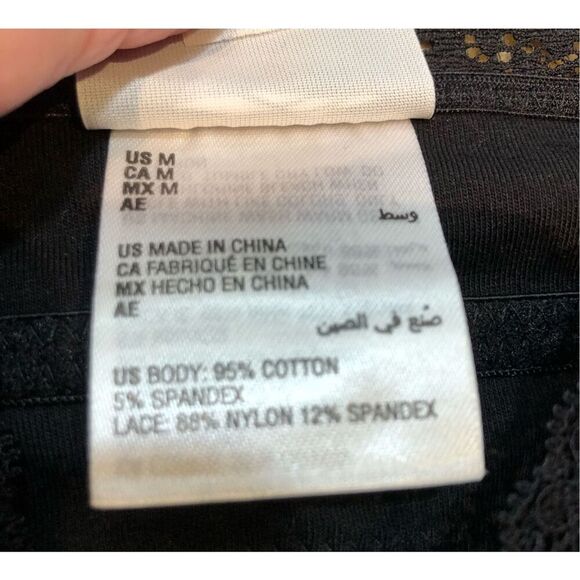 US M
CA M
MX M
AE
وسط
US MADE IN CHINA
CA FABRIQUÉ EN CHINE
MX HECHO EN CHINA
AE
صُنع في الصين
US BODY: 95% COTTON
5% SPANDEX
LACE: 88% NYLON 12% SPANDEX